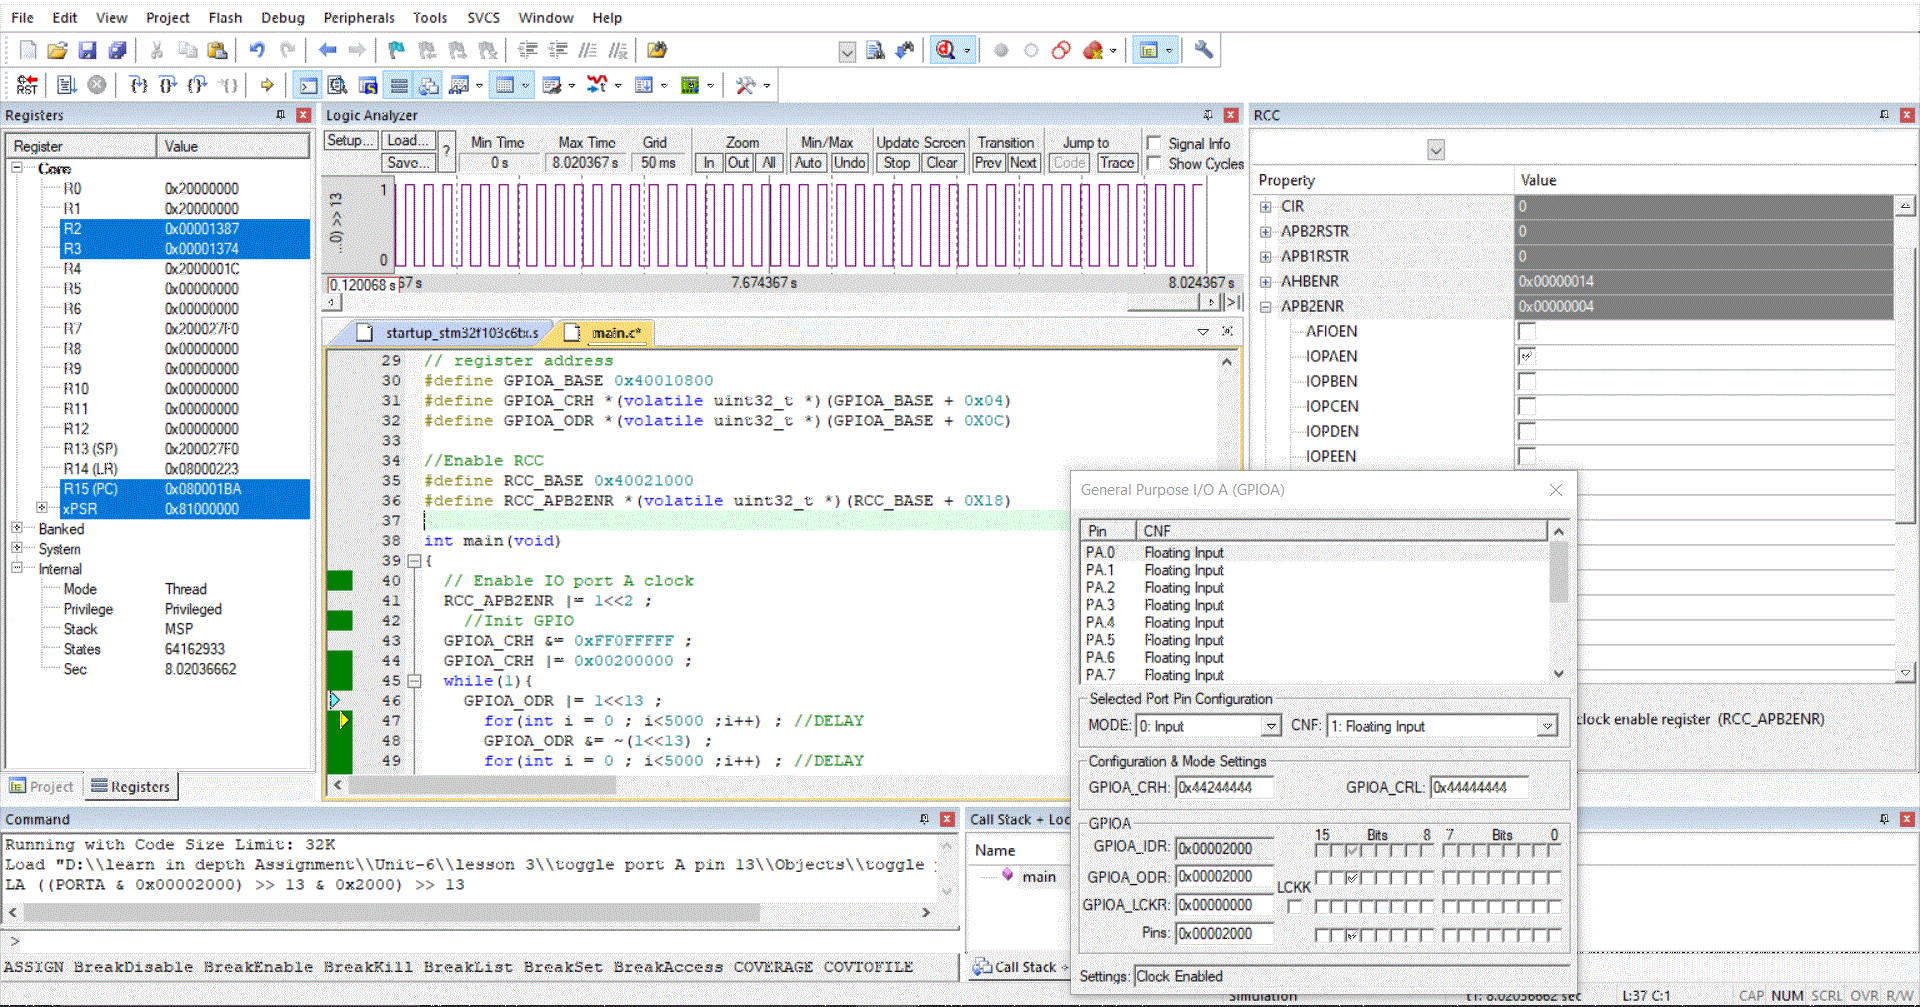 File Edit View Project Flash Debug Peripherals Tools SVCS Window Help
RST
Registers
Register Value
Core
R0 0x20000000
R1 0x20000000
R2 0x00001387
R3 0x00001374
R4 0x2000001C
R5 0x00000000
R6 0x00000000
R7 0x200027F0
R8 0x00000000
R9 0x00000000
R10 0x00000000
R11 0x00000000
R12 0x00000000
R13 (SP) 0x200027F0
R14 (LR) 0x08000223
R15 (PC) 0x080001BA
xPSR 0x81000000
Banked
System
Internal
Mode Thread
Privilege Privileged
Stack MSP
States 64162933
Sec 8.02036662
Project Registers
Logic Analyzer
Setup... Load... Save... ?
Min Time Max Time Grid Zoom Min/Max Update Screen Transition Jump to Signal Info
0 s 8.020367 s 50 ms In Out All Auto Undo Stop Clear Prev Next Code Trace Show Cycles
...0) >> 13
1
0
0.120068 s 57 s 7.674367 s 8.024367 s
startup_stm32f103c6tx.s main.c*
29 // register address
30 #define GPIOA_BASE 0x40010800
31 #define GPIOA_CRH *(volatile uint32_t *)(GPIOA_BASE + 0x04)
32 #define GPIOA_ODR *(volatile uint32_t *)(GPIOA_BASE + 0X0C)
33
34 //Enable RCC
35 #define RCC_BASE 0x40021000
36 #define RCC_APB2ENR *(volatile uint32_t *)(RCC_BASE + 0X18)
37
38 int main(void)
39 {
40 // Enable IO port A clock
41 RCC_APB2ENR |= 1<<2 ;
42 //Init GPIO
43 GPIOA_CRH &= 0xFF0FFFFF ;
44 GPIOA_CRH |= 0x00200000 ;
45 while(1){
46 GPIOA_ODR |= 1<<13 ;
47 for(int i = 0 ; i<5000 ;i++) ; //DELAY
48 GPIOA_ODR &= ~(1<<13) ;
49 for(int i = 0 ; i<5000 ;i++) ; //DELAY
RCC
Property Value
CIR 0
APB2RSTR 0
APB1RSTR 0
AHBENR 0x00000014
APB2ENR 0x00000004
AFIOEN
IOPAEN
IOPBEN
IOPCEN
IOPDEN
IOPEEN
clock enable register (RCC_APB2ENR)
General Purpose I/O A (GPIOA)
Pin CNF
PA.0 Floating Input
PA.1 Floating Input
PA.2 Floating Input
PA.3 Floating Input
PA.4 Floating Input
PA.5 Floating Input
PA.6 Floating Input
PA.7 Floating Input
Selected Port Pin Configuration
MODE: 0: Input CNF: 1: Floating Input
Configuration & Mode Settings
GPIOA_CRH: 0x44244444 GPIOA_CRL: 0x44444444
GPIOA
15 Bits 8 7 Bits 0
GPIOA_IDR: 0x00002000
GPIOA_ODR: 0x00002000
LCKK
GPIOA_LCKR: 0x00000000
Pins: 0x00002000
Settings: Clock Enabled
Command
Running with Code Size Limit: 32K
Load "D:\\learn in depth Assignment\\Unit-6\\lesson 3\\toggle port A pin 13\\Objects\\toggle
LA ((PORTA & 0x00002000) >> 13 & 0x2000) >> 13
>
ASSIGN BreakDisable BreakEnable BreakKill BreakList BreakSet BreakAccess COVERAGE COVTOFILE
Call Stack + Loc
Name
main
Call Stack +
Simulation t1: 8.02036662 sec L:37 C:1 CAP NUM SCRL OVR R/W